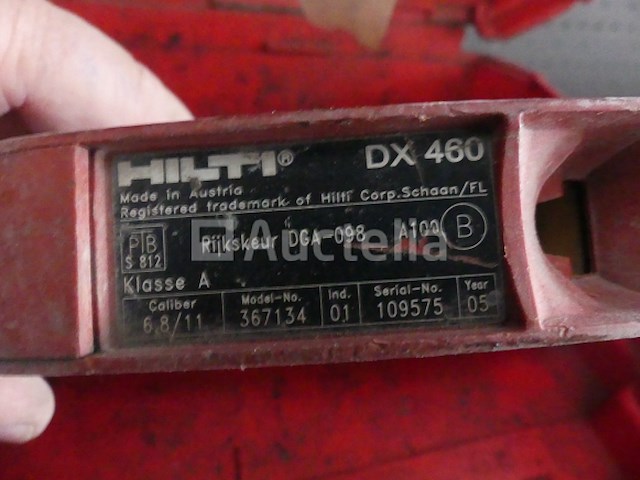 HILTI® DX 460
Made in Austria
Registered trademark of Hilti Corp.Schaan/FL
PTB S 812
Rijkskeur DGA-098 A100 B
Klasse A
Caliber Model-No. Ind. Serial-No. Year
6,8/11 367134 01 109575 05
Auctelia